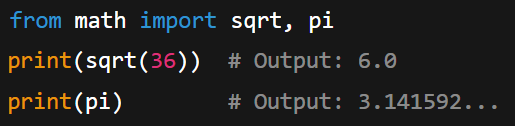 from math import sqrt, pi
print(sqrt(36))  # Output: 6.0
print(pi)        # Output: 3.141592...